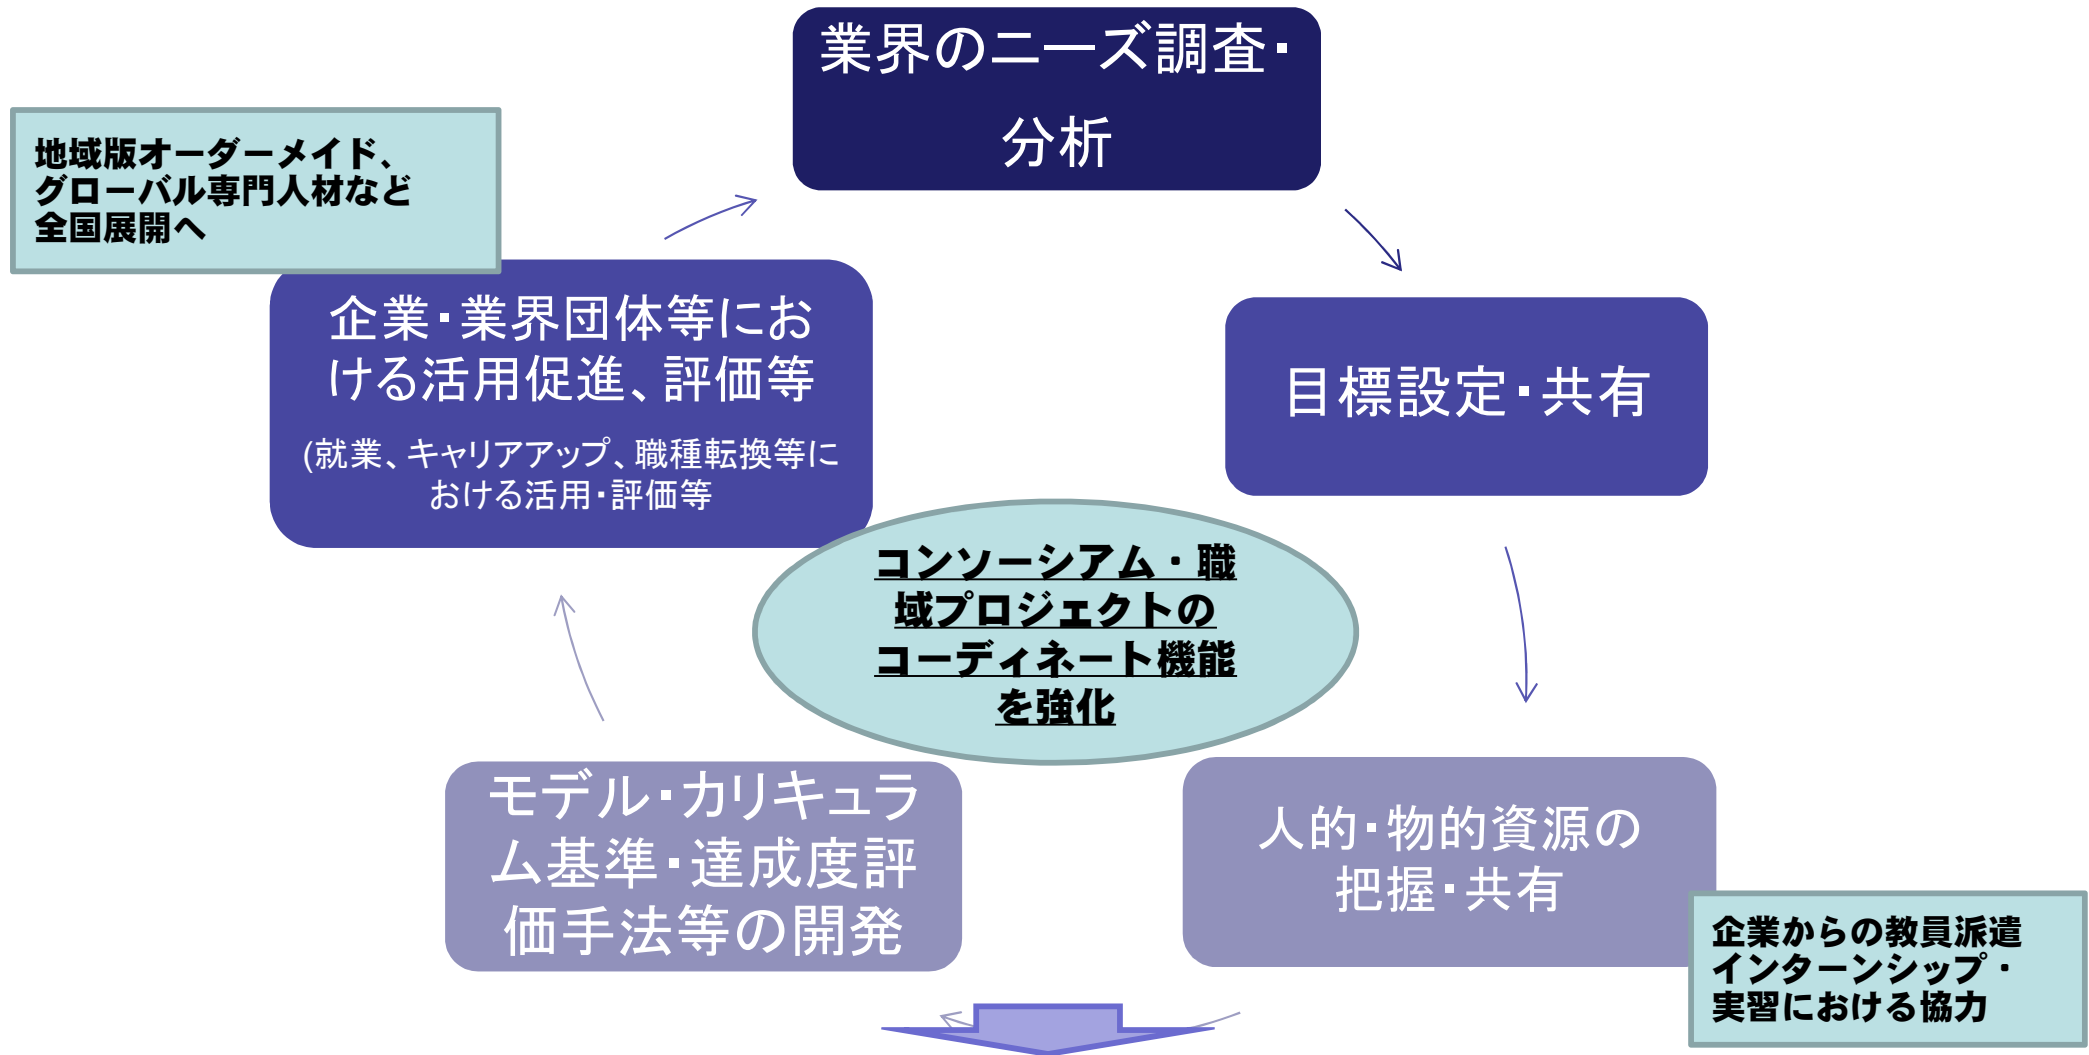 業界のニーズ調査・
分析
地域版オーダーメイド、
グローバル専門人材など
全国展開へ
企業・業界団体等にお
ける活用促進、評価等
(就業、キャリアアップ、職種転換等に
おける活用・評価等
目標設定・共有
コンソーシアム・職
域プロジェクトの
コーディネート機能
を強化
モデル・カリキュラ
ム基準・達成度評
価手法等の開発
人的・物的資源の
把握・共有
企業からの教員派遣
インターンシップ・
実習における協力